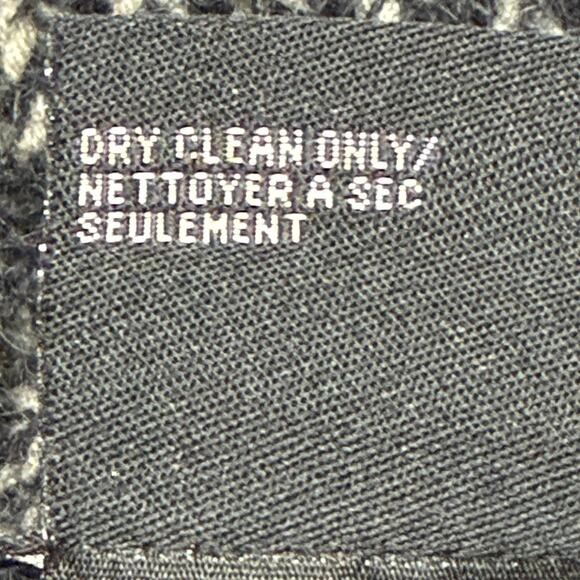 DRY CLEAN ONLY/
NETTOYER A SEC
SEULEMENT